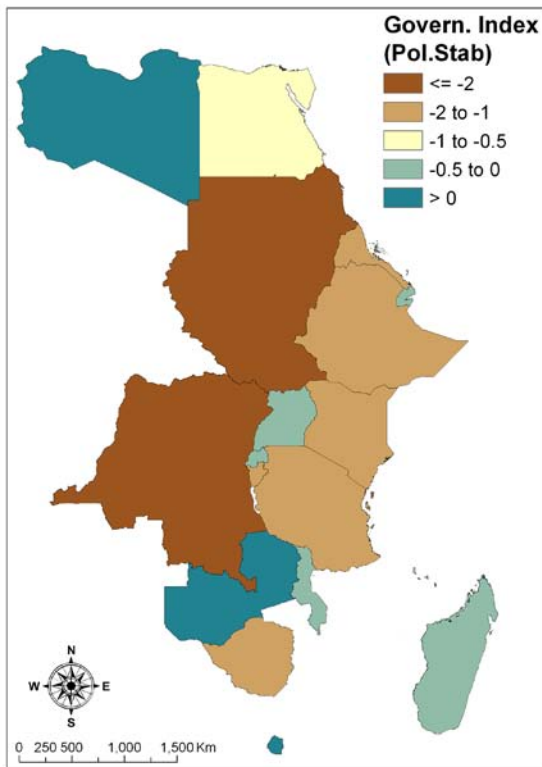 Govern. Index
(Pol.Stab)
<= -2
-2 to -1
-1 to -0.5
-0.5 to 0
> 0
N
W E
S
0 250 500 1,000 1,500 Km